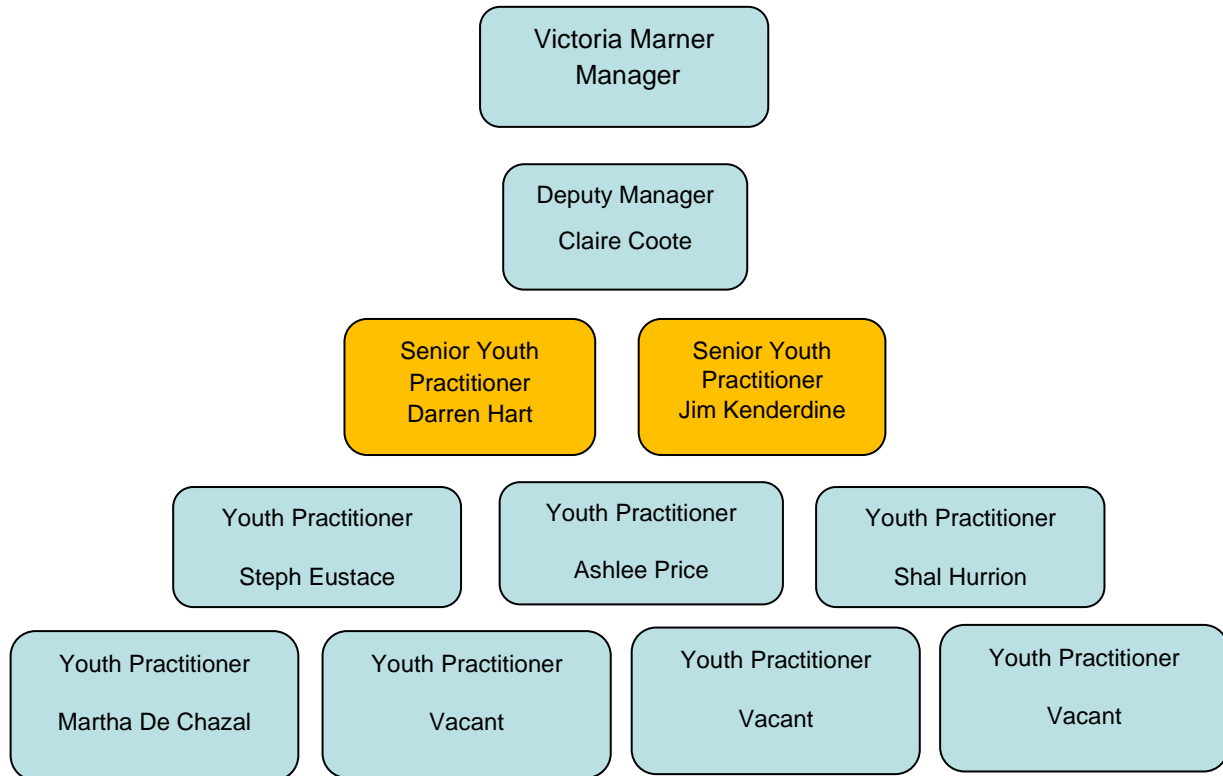 Victoria Marner
Manager
Deputy Manager
Claire Coote
Senior Youth
Practitioner
Darren Hart
Senior Youth
Practitioner
Jim Kenderdine
Youth Practitioner
Steph Eustace
Youth Practitioner
Ashlee Price
Youth Practitioner
Shal Hurrion
Youth Practitioner
Martha De Chazal
Youth Practitioner
Vacant
Youth Practitioner
Vacant
Youth Practitioner
Vacant